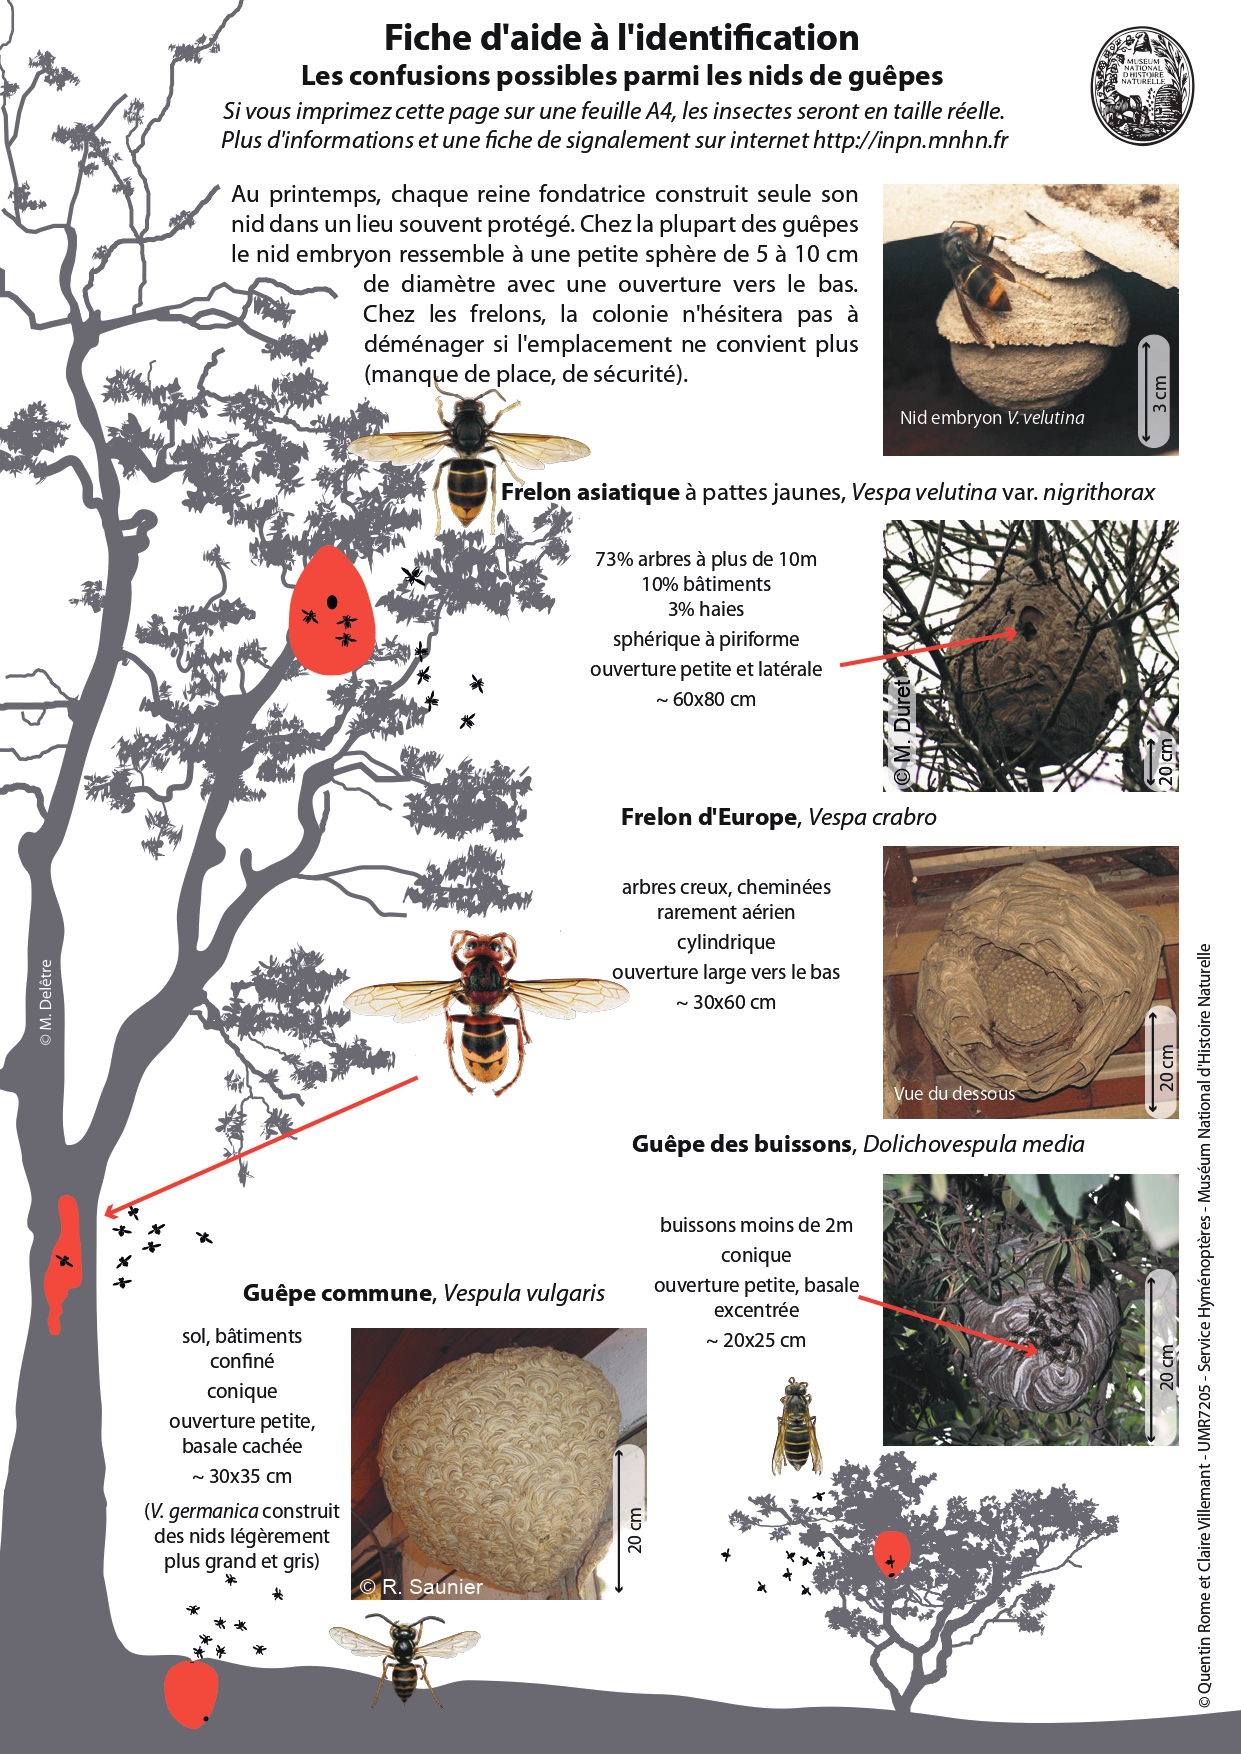 Fiche d'aide à l'identification
Les confusions possibles parmi les nids de guêpes
Si vous imprimez cette page sur une feuille A4, les insectes seront en taille réelle.
Plus d'informations et une fiche de signalement sur internet http://inpn.mnhn.fr
MUSEUM
NATIONAL
D'HISTOIRE
NATURELLE
Au printemps, chaque reine fondatrice construit seule son
nid dans un lieu souvent protégé. Chez la plupart des guêpes
le nid embryon ressemble à une petite sphère de 5 à 10 cm
de diamètre avec une ouverture vers le bas.
Chez les frelons, la colonie n'hésitera pas à
déménager si l'emplacement ne convient plus
(manque de place, de sécurité).
Nid embryon V. velutina
3 cm
Frelon asiatique à pattes jaunes, Vespa velutina var. nigrithorax
73% arbres à plus de 10m
10% bâtiments
3% haies
sphérique à piriforme
ouverture petite et latérale
~ 60x80 cm
© M. Duret
20 cm
Frelon d'Europe, Vespa crabro
arbres creux, cheminées
rarement aérien
cylindrique
ouverture large vers le bas
~ 30x60 cm
Vue du dessous
20 cm
© M. Delêtre
Guêpe des buissons, Dolichovespula media
buissons moins de 2m
conique
ouverture petite, basale
excentrée
~ 20x25 cm
20 cm
Guêpe commune, Vespula vulgaris
sol, bâtiments
confiné
conique
ouverture petite,
basale cachée
~ 30x35 cm
(V. germanica construit
des nids légèrement
plus grand et gris)
© R. Saunier
20 cm
© Quentin Rome et Claire Villemant - UMR7205 - Service Hyménoptères - Muséum National d'Histoire Naturelle